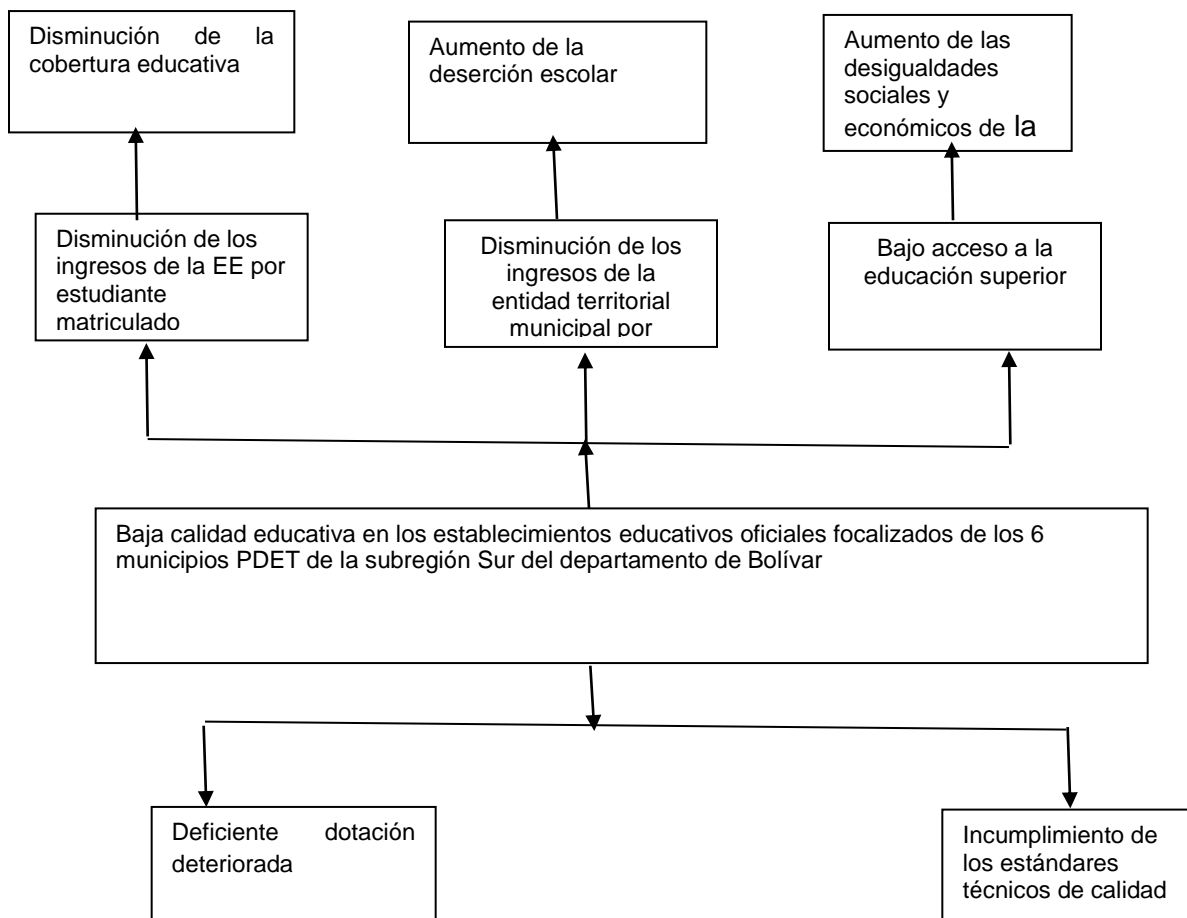 Disminución de la
cobertura educativa
Aumento de la
deserción escolar
Aumento de las
desigualdades
sociales y
económicos de la
Disminución de los
ingresos de la EE por
estudiante
matriculado
Disminución de los
ingresos de la
entidad territorial
municipal por
Bajo acceso a la
educación superior
Baja calidad educativa en los establecimientos educativos oficiales focalizados de los 6
municipios PDET de la subregión Sur del departamento de Bolívar
Deficiente dotación
deteriorada
Incumplimiento de
los estándares
técnicos de calidad